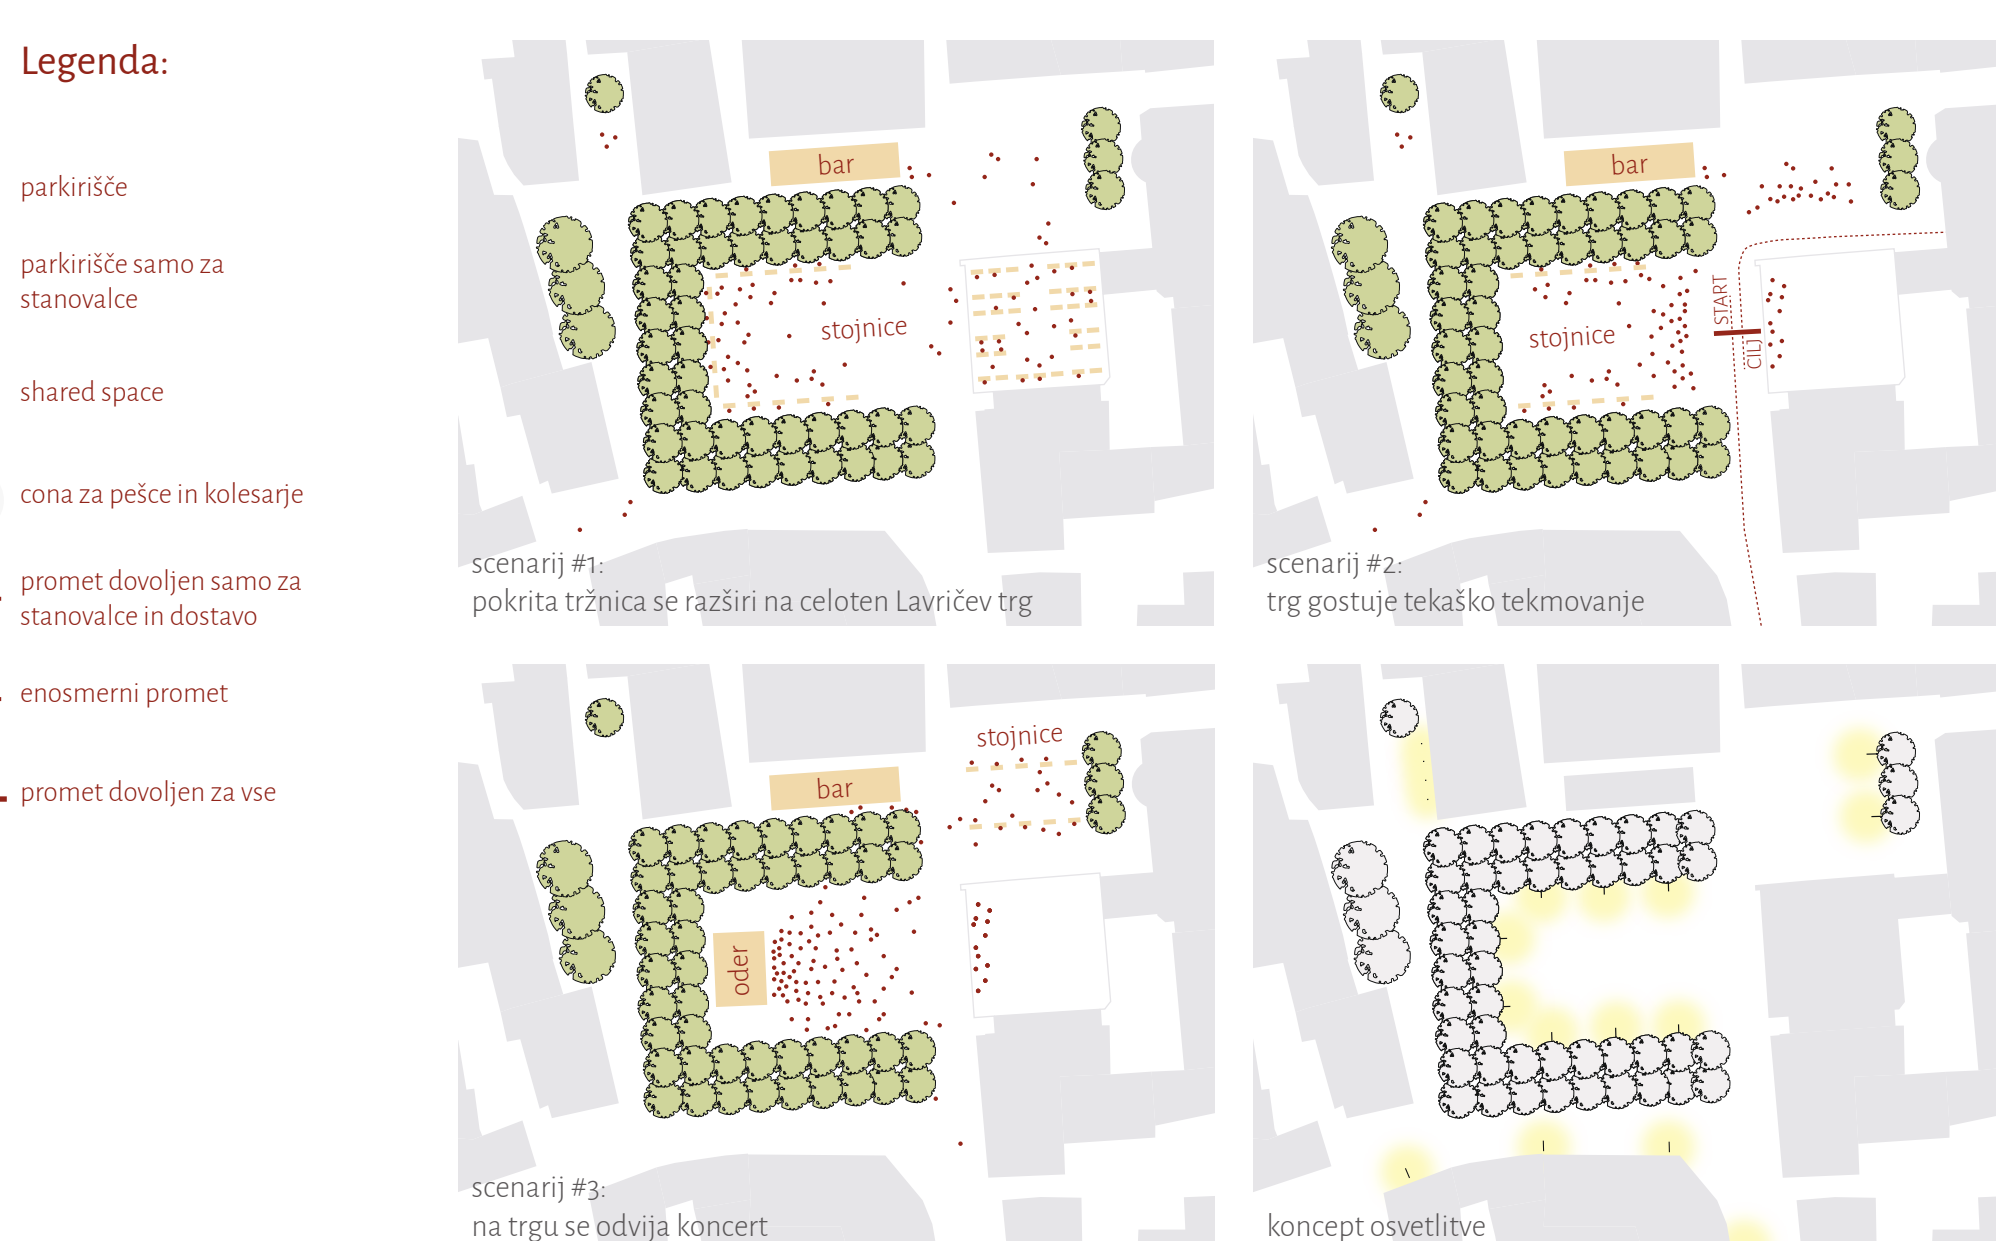 Legenda:
parkirišče
parkirišče samo za
stanovalce
shared space
cona za pešce in kolesarje
promet dovoljen samo za
stanovalce in dostavo
enosmerni promet
promet dovoljen za vse
bar
stojnice
scenarij #1:
pokrita tržnica se razširi na celoten Lavričev trg
bar
stojnice
START
CILJ
scenarij #2:
trg gostuje tekaško tekmovanje
stojnice
bar
oder
scenarij #3:
na trgu se odvija koncert
koncept osvetlitve